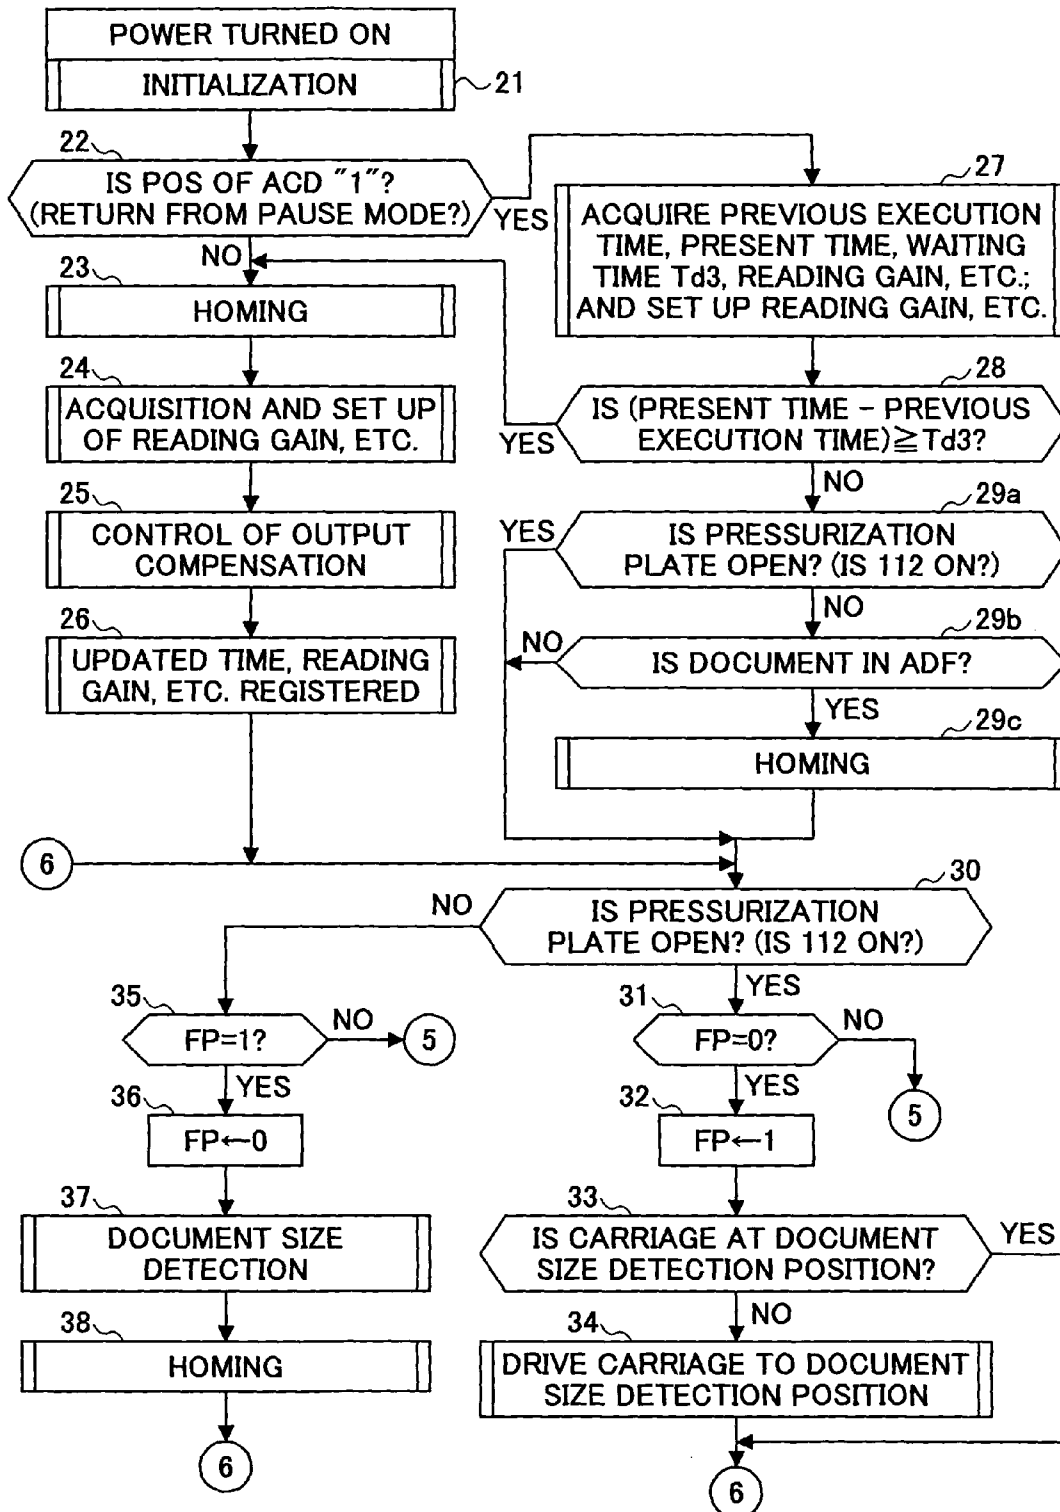 POWER TURNED ON
INITIALIZATION
21
22
IS POS OF ACD "1"?
(RETURN FROM PAUSE MODE?)
YES
NO
23
HOMING
24
ACQUISITION AND SET UP
OF READING GAIN, ETC.
25
CONTROL OF OUTPUT
COMPENSATION
26
UPDATED TIME, READING
GAIN, ETC. REGISTERED
27
ACQUIRE PREVIOUS EXECUTION
TIME, PRESENT TIME, WAITING
TIME Td3, READING GAIN, ETC.;
AND SET UP READING GAIN, ETC.
28
IS (PRESENT TIME – PREVIOUS
EXECUTION TIME)≧Td3?
YES
NO
29a
YES
IS PRESSURIZATION
PLATE OPEN? (IS 112 ON?)
NO
29b
NO
IS DOCUMENT IN ADF?
YES
29c
HOMING
6
30
NO
IS PRESSURIZATION
PLATE OPEN? (IS 112 ON?)
YES
35
FP=1?
NO
5
YES
36
FP←0
37
DOCUMENT SIZE
DETECTION
38
HOMING
6
31
FP=0?
NO
5
YES
32
FP←1
33
IS CARRIAGE AT DOCUMENT
SIZE DETECTION POSITION?
YES
NO
34
DRIVE CARRIAGE TO DOCUMENT
SIZE DETECTION POSITION
6